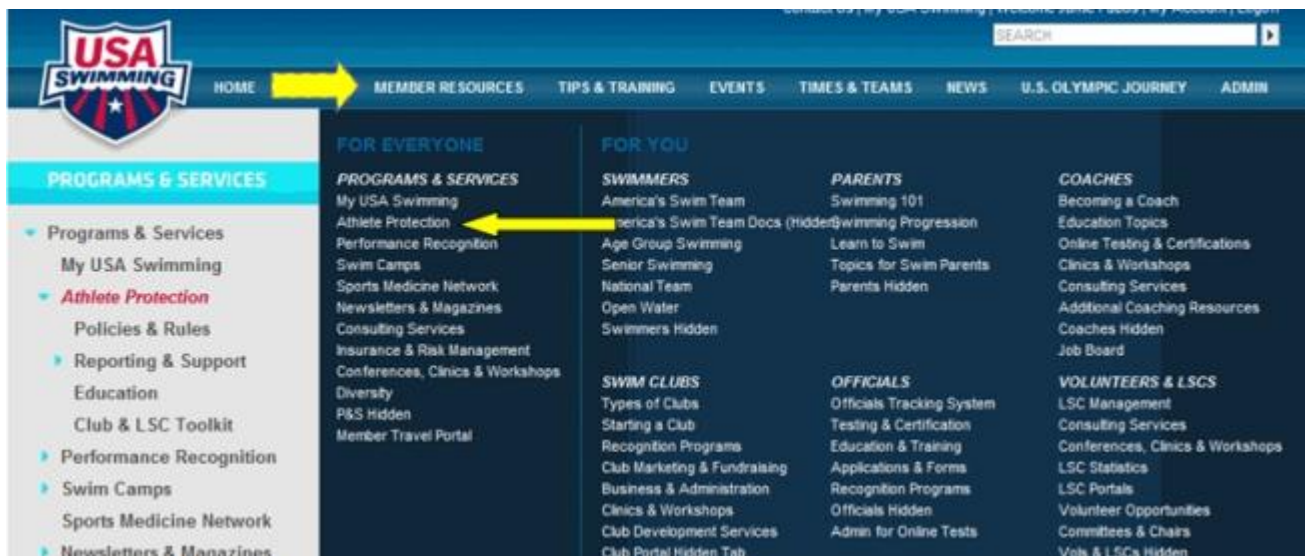 USA
SWIMMING
SEARCH
HOME
MEMBER RESOURCES
TIPS & TRAINING
EVENTS
TIMES & TEAMS
NEWS
U.S. OLYMPIC JOURNEY
ADMIN
PROGRAMS & SERVICES
Programs & Services
My USA Swimming
Athlete Protection
Policies & Rules
Reporting & Support
Education
Club & LSC Toolkit
Performance Recognition
Swim Camps
Sports Medicine Network
Newsletters & Magazines
FOR EVERYONE
PROGRAMS & SERVICES
My USA Swimming
Athlete Protection
Performance Recognition
Swim Camps
Sports Medicine Network
Newsletters & Magazines
Consulting Services
Insurance & Risk Management
Conferences, Clinics & Workshops
Diversity
P&S Hidden
Member Travel Portal
FOR YOU
SWIMMERS
America's Swim Team
America's Swim Team Docs (Hidden)
Age Group Swimming
Senior Swimming
National Team
Open Water
Swimmers Hidden
PARENTS
Swimming 101
Swimming Progression
Learn to Swim
Topics for Swim Parents
Parents Hidden
COACHES
Becoming a Coach
Education Topics
Online Testing & Certifications
Clinics & Workshops
Consulting Services
Additional Coaching Resources
Coaches Hidden
Job Board
SWIM CLUBS
Types of Clubs
Starting a Club
Recognition Programs
Club Marketing & Fundraising
Business & Administration
Clinics & Workshops
Club Development Services
Club Portal Hidden Tab
OFFICIALS
Officials Tracking System
Testing & Certification
Education & Training
Applications & Forms
Recognition Programs
Officials Hidden
Admin for Online Tests
VOLUNTEERS & LSCS
LSC Management
Consulting Services
Conferences, Clinics & Workshops
LSC Statistics
LSC Portals
Volunteer Opportunities
Committees & Chairs
Vols & LSCs Hidden